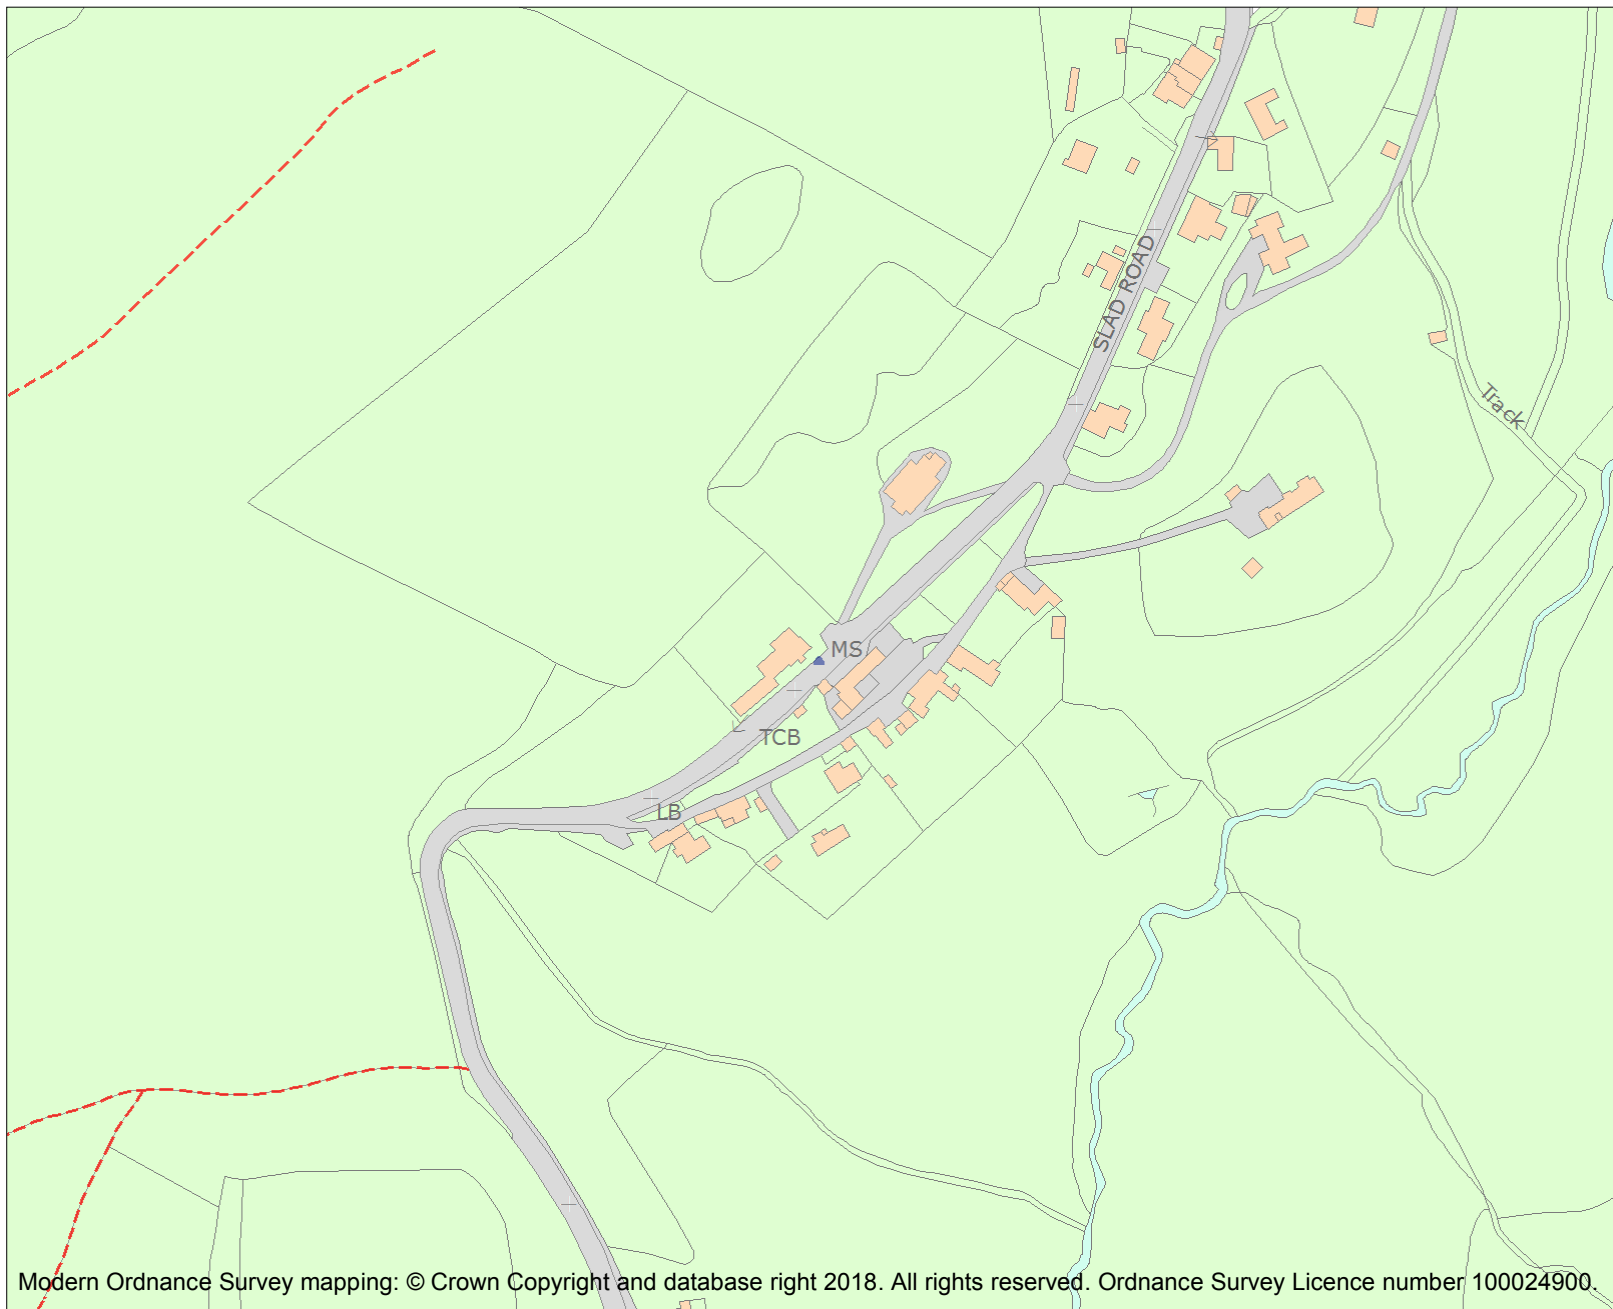 SLAD ROAD
Track
MS
TCB
LB
Modern Ordnance Survey mapping: © Crown Copyright and database right 2018. All rights reserved. Ordnance Survey Licence number 100024900.